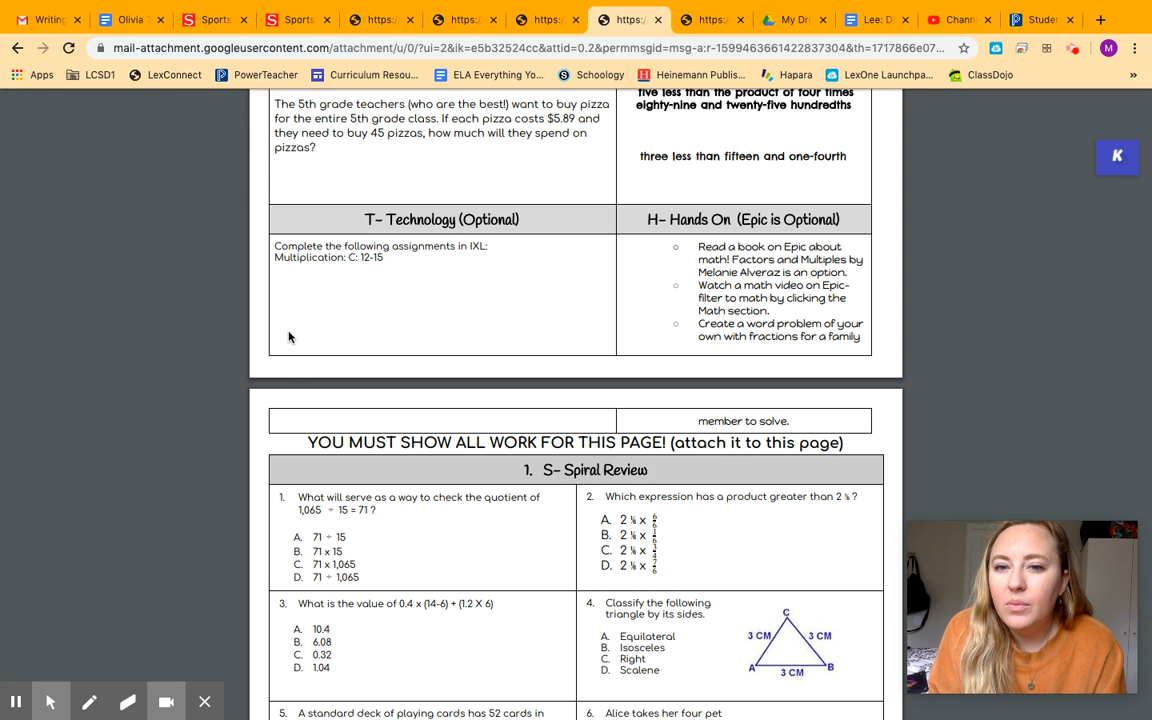 Writing
Olivia
Sports
Sports
https:/
https:/
https:/
https:/
https:/
My Dri
Lee: D
Chann
Studen
mail-attachment.googleusercontent.com/attachment/u/0/?ui=2&ik=e5b32524cc&attid=0.2&permmsgid=msg-a:r-1599463661422837304&th=1717866e07...
M
Apps
LCSD1
LexConnect
PowerTeacher
Curriculum Resou...
ELA Everything Yo...
Schoology
Heinemann Publis...
Hapara
LexOne Launchpa...
ClassDojo
»
five less than the product of four times
eighty-nine and twenty-five hundredths
The 5th grade teachers (who are the best!) want to buy pizza
for the entire 5th grade class. If each pizza costs $5.89 and
they need to buy 45 pizzas, how much will they spend on
pizzas?
three less than fifteen and one-fourth
K
T- Technology (Optional)
H- Hands On (Epic is Optional)
Complete the following assignments in IXL:
Multiplication: C: 12-15
Read a book on Epic about
math! Factors and Multiples by
Melanie Alveraz is an option.
Watch a math video on Epic-
filter to math by clicking the
Math section.
Create a word problem of your
own with fractions for a family
member to solve.
YOU MUST SHOW ALL WORK FOR THIS PAGE! (attach it to this page)
1. S- Spiral Review
1. What will serve as a way to check the quotient of
1,065 ÷ 15 = 71 ?
A. 71 ÷ 15
B. 71 x 15
C. 71 x 1,065
D. 71 ÷ 1,065
2. Which expression has a product greater than 2 ?
A. 2 x
B. 2 x
C. 2 x
D. 2 x
3. What is the value of 0.4 x (14-6) + (1.2 X 6)
A. 10.4
B. 6.08
C. 0.32
D. 1.04
4. Classify the following
triangle by its sides.
A. Equilateral
B. Isosceles
C. Right
D. Scalene
C
3 CM
3 CM
A
B
3 CM
5. A standard deck of playing cards has 52 cards in
6. Alice takes her four pet